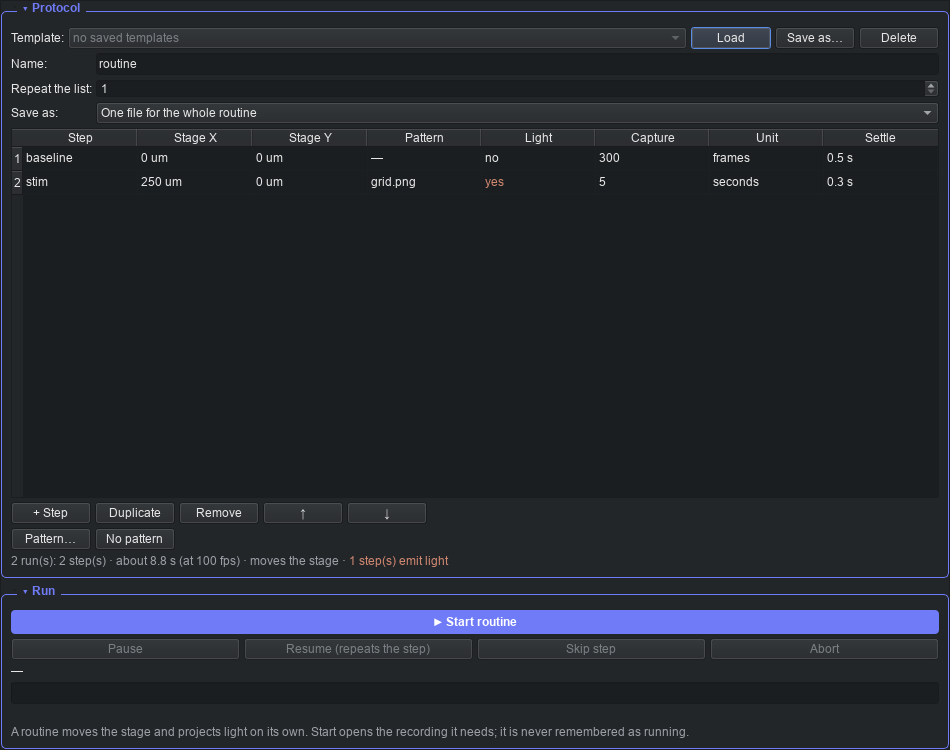 ▾ Protocol
Template: no saved templates Load Save as… Delete
Name: routine
Repeat the list: 1
Save as: One file for the whole routine
Step Stage X Stage Y Pattern Light Capture Unit Settle
1 baseline 0 um 0 um — no 300 frames 0.5 s
2 stim 250 um 0 um grid.png yes 5 seconds 0.3 s
+ Step Duplicate Remove ↑ ↓
Pattern… No pattern
2 run(s): 2 step(s) · about 8.8 s (at 100 fps) · moves the stage · 1 step(s) emit light
▾ Run
▶ Start routine
Pause Resume (repeats the step) Skip step Abort
—
A routine moves the stage and projects light on its own. Start opens the recording it needs; it is never remembered as running.